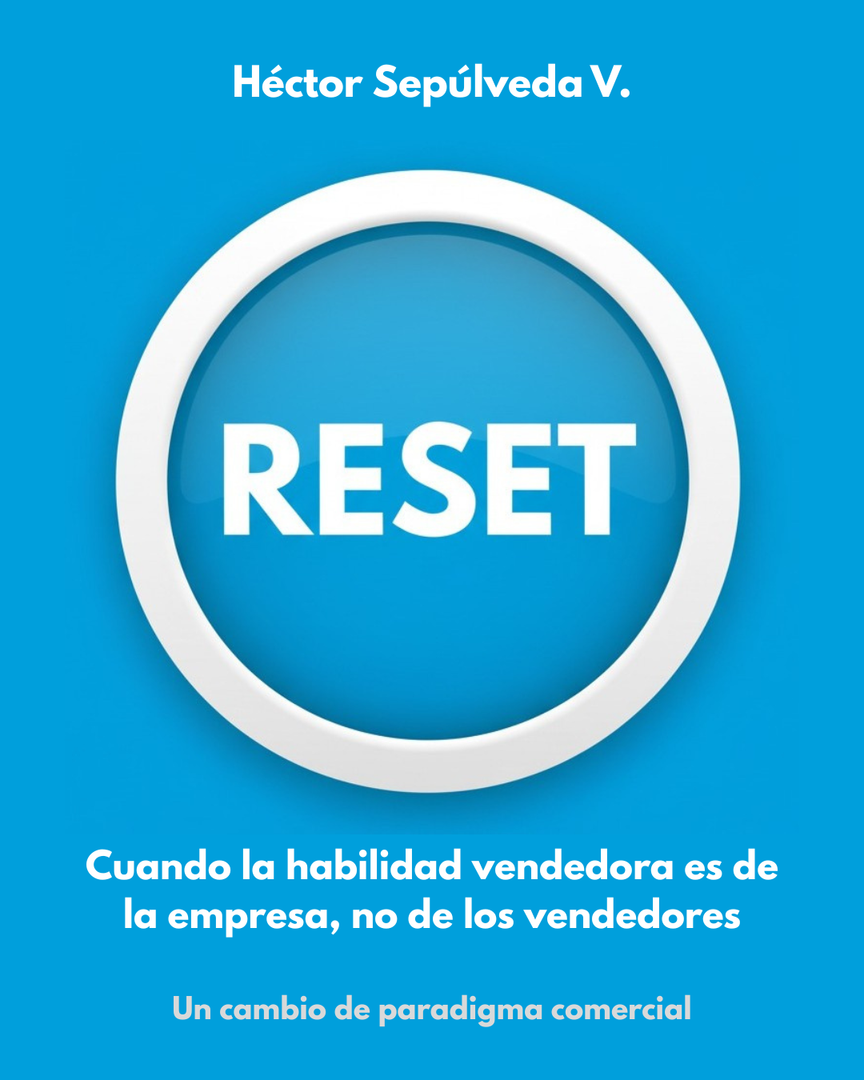 Héctor Sepúlveda V.
RESET
Cuando la habilidad vendedora es de
la empresa, no de los vendedores
Un cambio de paradigma comercial